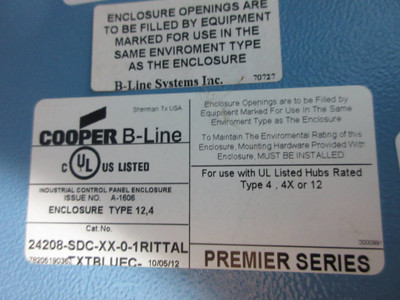 ENCLOSURE OPENINGS ARE
TO BE FILLED BY EQUIPMENT
MARKED FOR USE IN THE
SAME ENVIROMENT TYPE
AS THE ENCLOSURE
B-Line Systems Inc. 70727
Sherman Tx USA
COOPER B-Line
C UL US LISTED
INDUSTRIAL CONTROL PANEL ENCLOSURE
ISSUE NO. A-1606
ENCLOSURE TYPE 12,4
Cat.No.
24208-SDC-XX-0-1RITTAL
EXTBLUEC- 10/05/12
Enclosure Openings are to be Filled by
Equipment Marked For Use In The Same
Enviroment Type as The Enclosure
To Maintain The Enviromental Rating of this
Enclosure, Mounting Hardware Provided With
Enclosure, MUST BE INSTALLED
For use with UL Listed Hubs Rated
Type 4 , 4X or 12
PREMIER SERIES